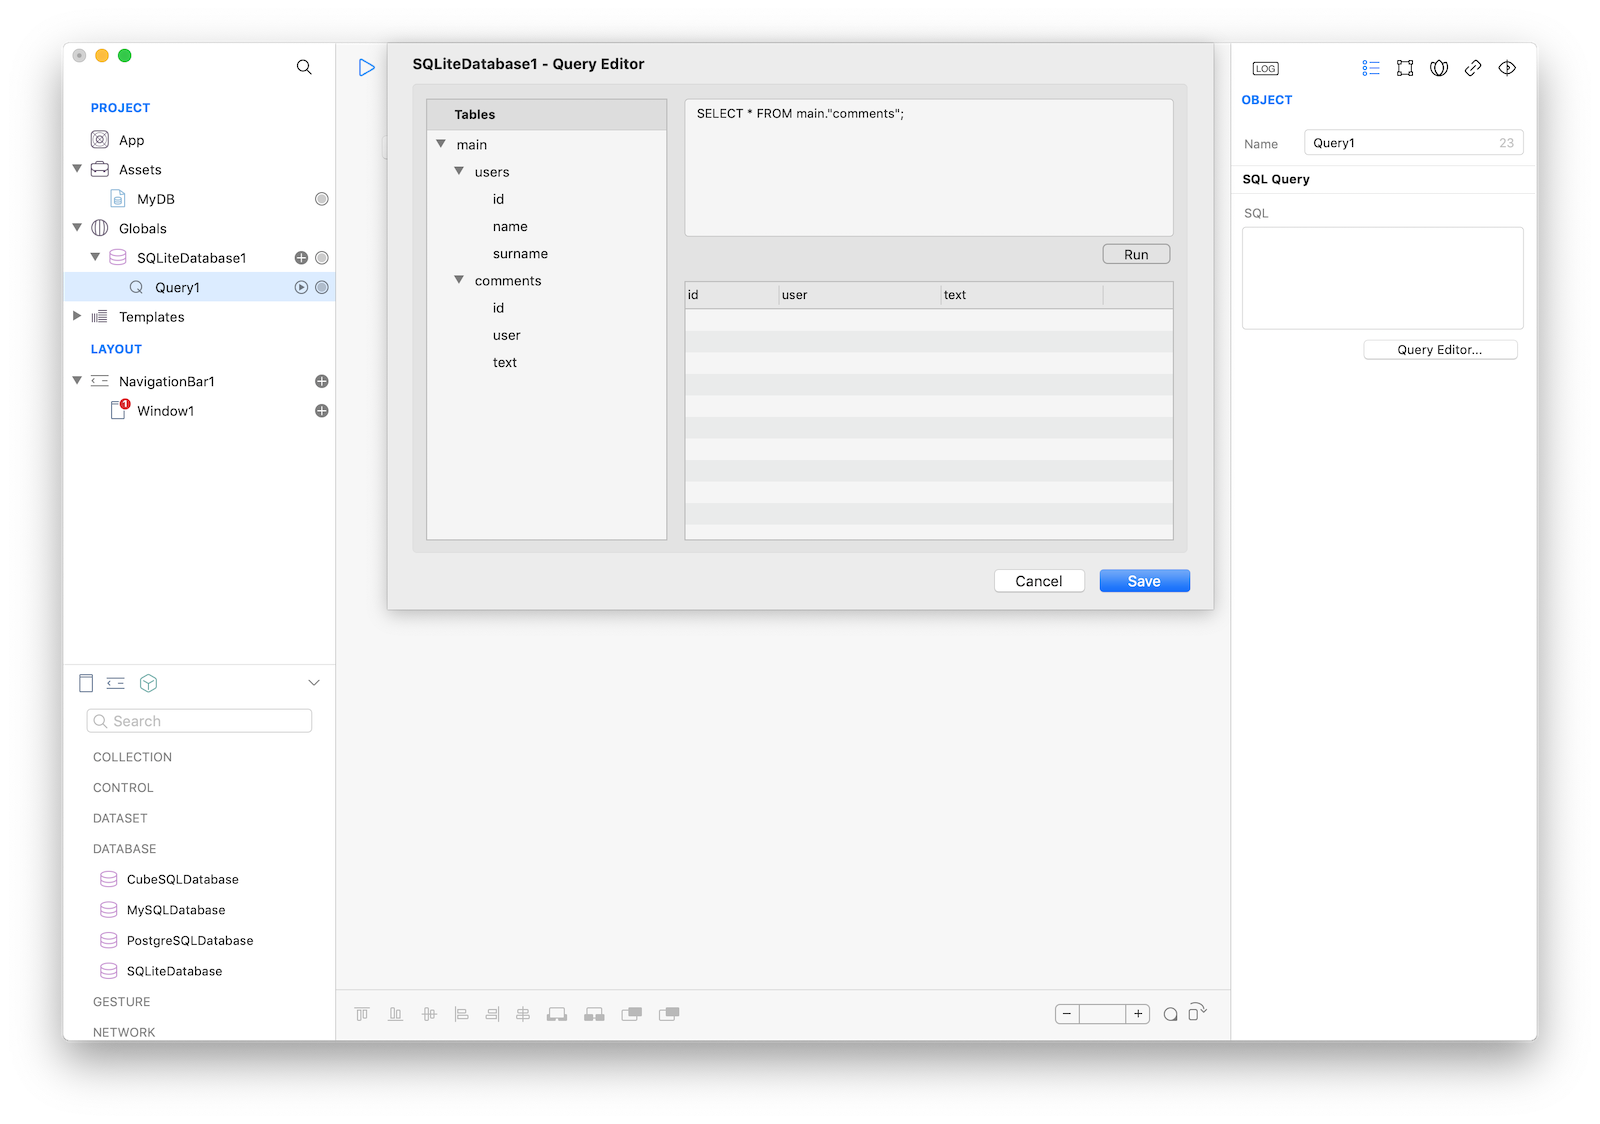 PROJECT
App
Assets
MyDB
Globals
SQLiteDatabase1
Query1
Templates
LAYOUT
NavigationBar1
1
Window1
Search
COLLECTION
CONTROL
DATASET
DATABASE
CubeSQLDatabase
MySQLDatabase
PostgreSQLDatabase
SQLiteDatabase
GESTURE
NETWORK
SQLiteDatabase1 - Query Editor
Tables
main
users
id
name
surname
comments
id
user
text
SELECT * FROM main."comments";
Run
id user text
Cancel Save
LOG
OBJECT
Name Query1 23
SQL Query
SQL
Query Editor...